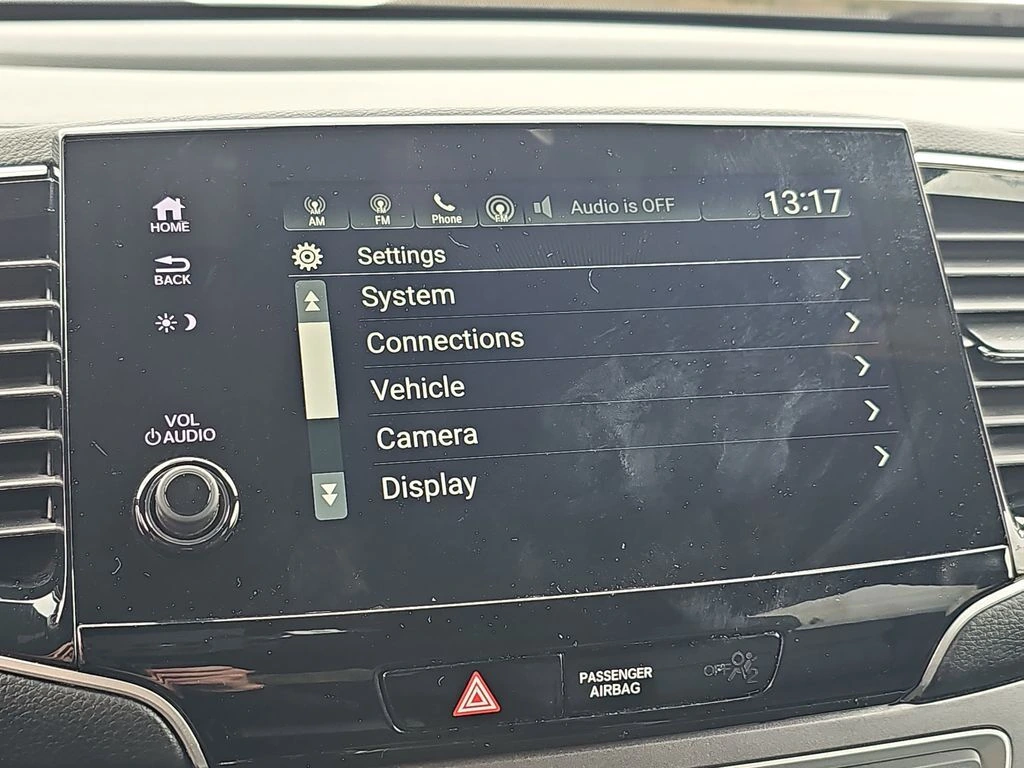 HOME
BACK
VOL
AUDIO
AM
FM
Phone
FM
Audio is OFF
13:17
Settings
System
Connections
Vehicle
Camera
Display
PASSENGER
AIRBAG
OFF
2